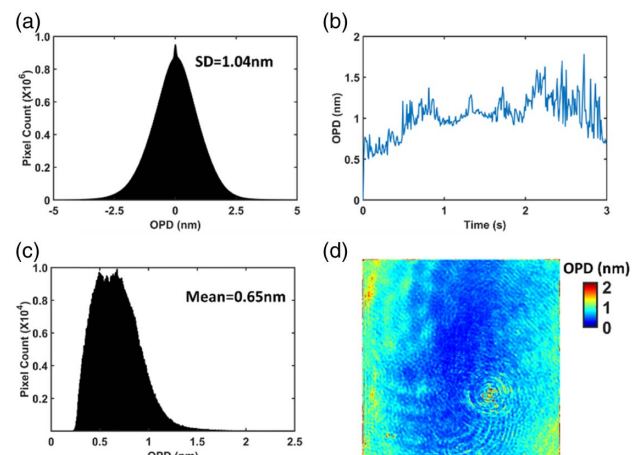 (a)
Pixel Count (X10⁶)
1.0
0.8
0.6
0.4
0.2
0
SD=1.04nm
-5 -2.5 0 2.5 5
OPD (nm)
(b)
OPD (nm)
2
1.5
1
0.5
0
0 1 2 3
Time (s)
(c)
Pixel Count (X10⁴)
1.0
0.8
0.6
0.4
0.2
Mean=0.65nm
0 0.5 1 1.5 2 2.5
OPD (nm)
(d)
OPD (nm)
2
1
0